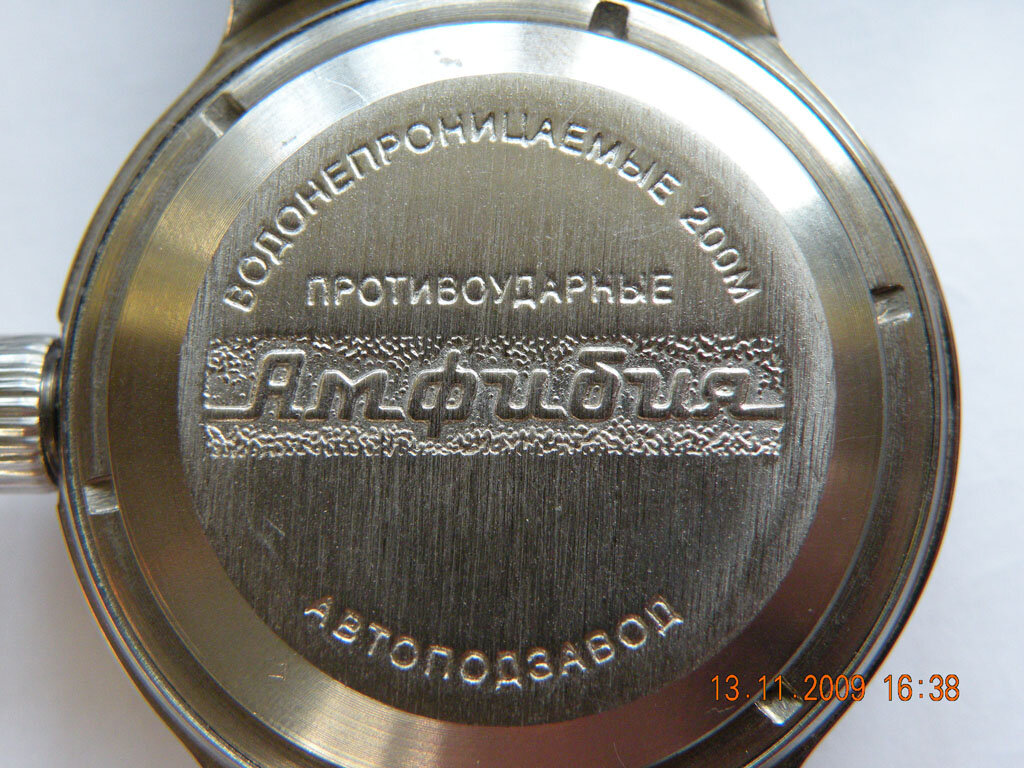 ВОДОНЕПРОНИЦАЕМЫЕ 200М
ПРОТИВОУДАРНЫЕ
Амфибия
АВТОПОДЗАВОД
13.11.2009 16:38